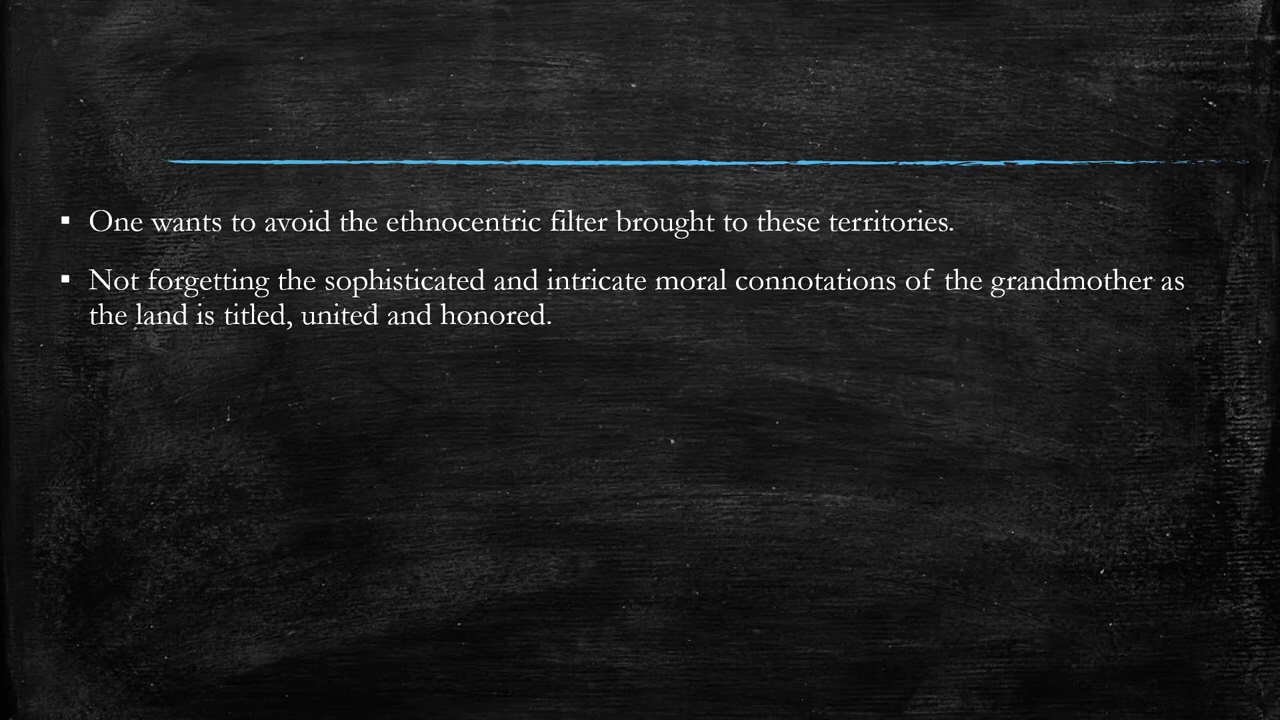 ▪ One wants to avoid the ethnocentric filter brought to these territories.
▪ Not forgetting the sophisticated and intricate moral connotations of the grandmother as
the land is titled, united and honored.